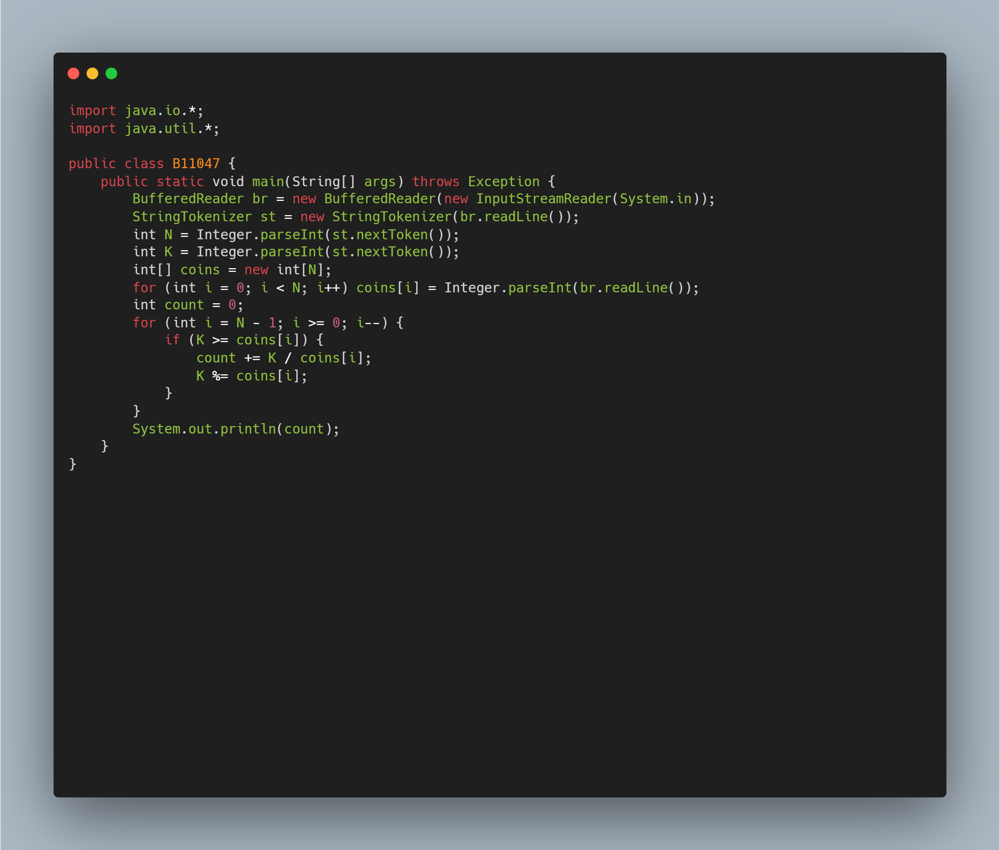 import java.io.*;
import java.util.*;

public class B11047 {
    public static void main(String[] args) throws Exception {
        BufferedReader br = new BufferedReader(new InputStreamReader(System.in));
        StringTokenizer st = new StringTokenizer(br.readLine());
        int N = Integer.parseInt(st.nextToken());
        int K = Integer.parseInt(st.nextToken());
        int[] coins = new int[N];
        for (int i = 0; i < N; i++) coins[i] = Integer.parseInt(br.readLine());
        int count = 0;
        for (int i = N - 1; i >= 0; i--) {
            if (K >= coins[i]) {
                count += K / coins[i];
                K %= coins[i];
            }
        }
        System.out.println(count);
    }
}